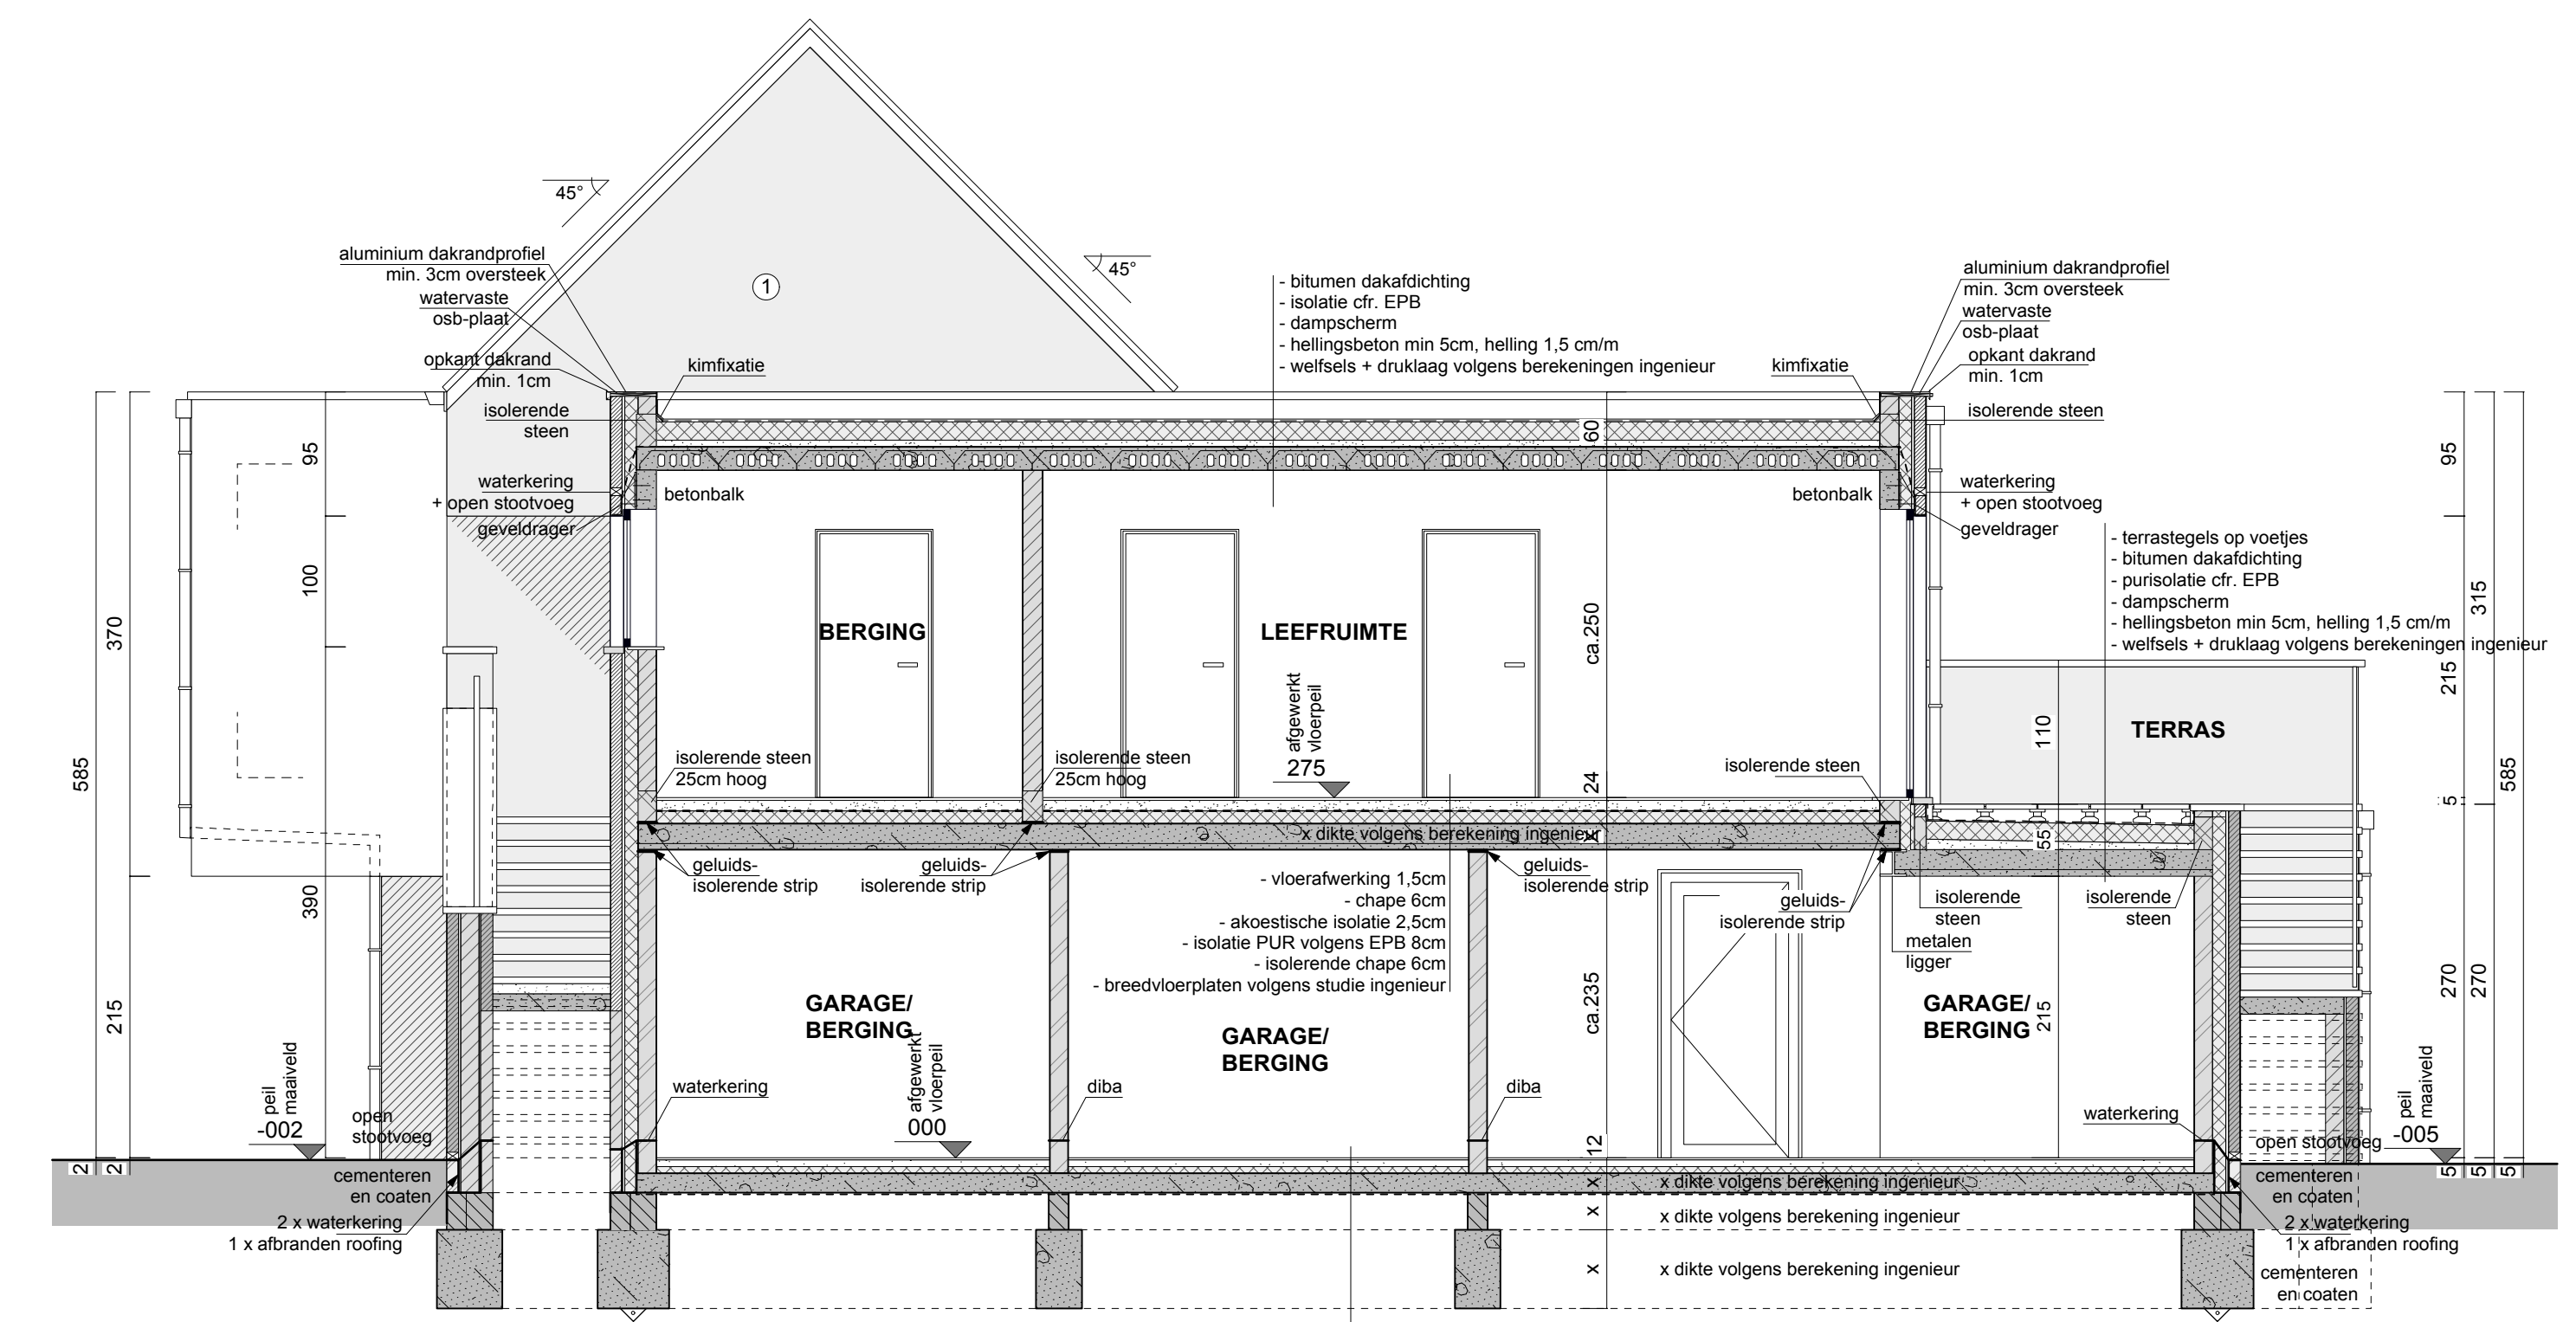 45°
45°
1
aluminium dakrandprofiel
min. 3cm oversteek
watervaste
osb-plaat
opkant dakrand
min. 1cm
isolerende
steen
waterkering
+ open stootvoeg
geveldrager
kimfixatie
- bitumen dakafdichting
- isolatie cfr. EPB
- dampscherm
- hellingsbeton min 5cm, helling 1,5 cm/m
- welfsels + druklaag volgens berekeningen ingenieur
kimfixatie
aluminium dakrandprofiel
min. 3cm oversteek
watervaste
osb-plaat
opkant dakrand
min. 1cm
isolerende steen
waterkering
+ open stootvoeg
geveldrager
- terrastegels op voetjes
- bitumen dakafdichting
- purisolatie cfr. EPB
- dampscherm
- hellingsbeton min 5cm, helling 1,5 cm/m
- welfsels + druklaag volgens berekeningen ingenieur
betonbalk
betonbalk
BERGING
LEEFRUIMTE
TERRAS
585
370
215
2
2
95
100
390
60
ca.250
24
x
ca.235
12
x
x
x
110
55
215
95
215
5
270
5
315
270
5
585
5
isolerende steen
25cm hoog
isolerende steen
25cm hoog
afgewerkt
vloerpeil
275
isolerende steen
x dikte volgens berekening ingenieur
geluids-
isolerende strip
geluids-
isolerende strip
geluids-
isolerende strip
geluids-
isolerende strip
- vloerafwerking 1,5cm
- chape 6cm
- akoestische isolatie 2,5cm
- isolatie PUR volgens EPB 8cm
- isolerende chape 6cm
- breedvloerplaten volgens studie ingenieur
isolerende
steen
metalen
ligger
isolerende
steen
GARAGE/
BERGING
GARAGE/
BERGING
GARAGE/
BERGING
peil
maaiveld
-002
open
stootvoeg
afgewerkt
vloerpeil
000
waterkering
diba
diba
waterkering
open stootvoeg
peil
maaiveld
-005
cementeren
en coaten
2 x waterkering
1 x afbranden roofing
x dikte volgens berekening ingenieur
x dikte volgens berekening ingenieur
x dikte volgens berekening ingenieur
cementeren
en coaten
2 x waterkering
1 x afbranden roofing
cementeren
en coaten